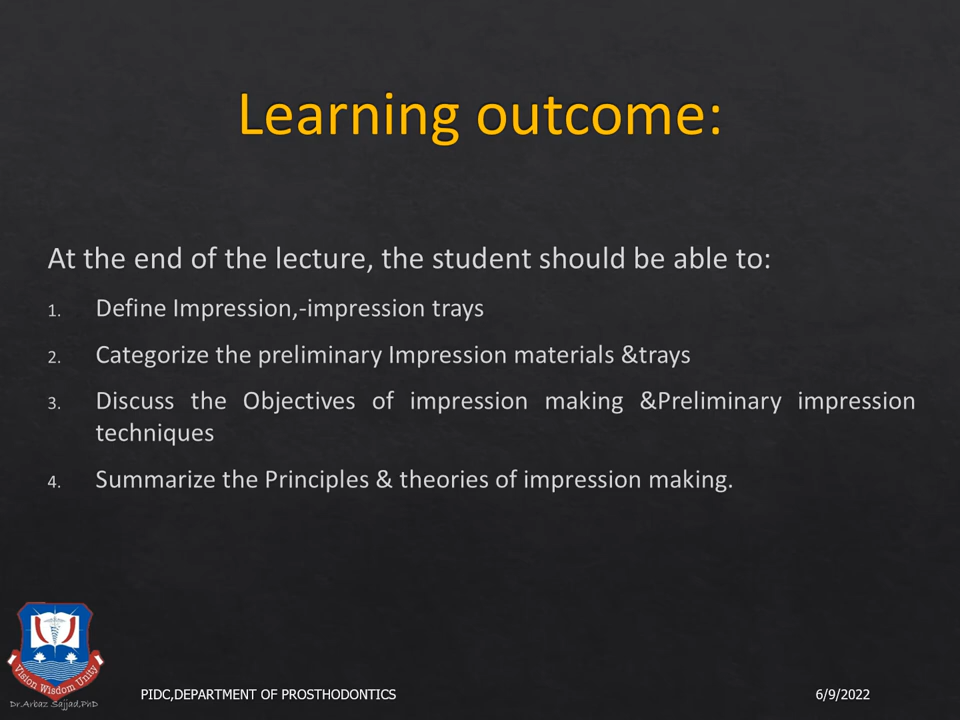 Learning outcome:
At the end of the lecture, the student should be able to:
1. Define Impression,-impression trays
2. Categorize the preliminary Impression materials &trays
3. Discuss the Objectives of impression making &Preliminary impression
techniques
4. Summarize the Principles & theories of impression making.
Vision Wisdom Unity
Dr.Arbaz Sajjad,PhD
PIDC,DEPARTMENT OF PROSTHODONTICS
6/9/2022